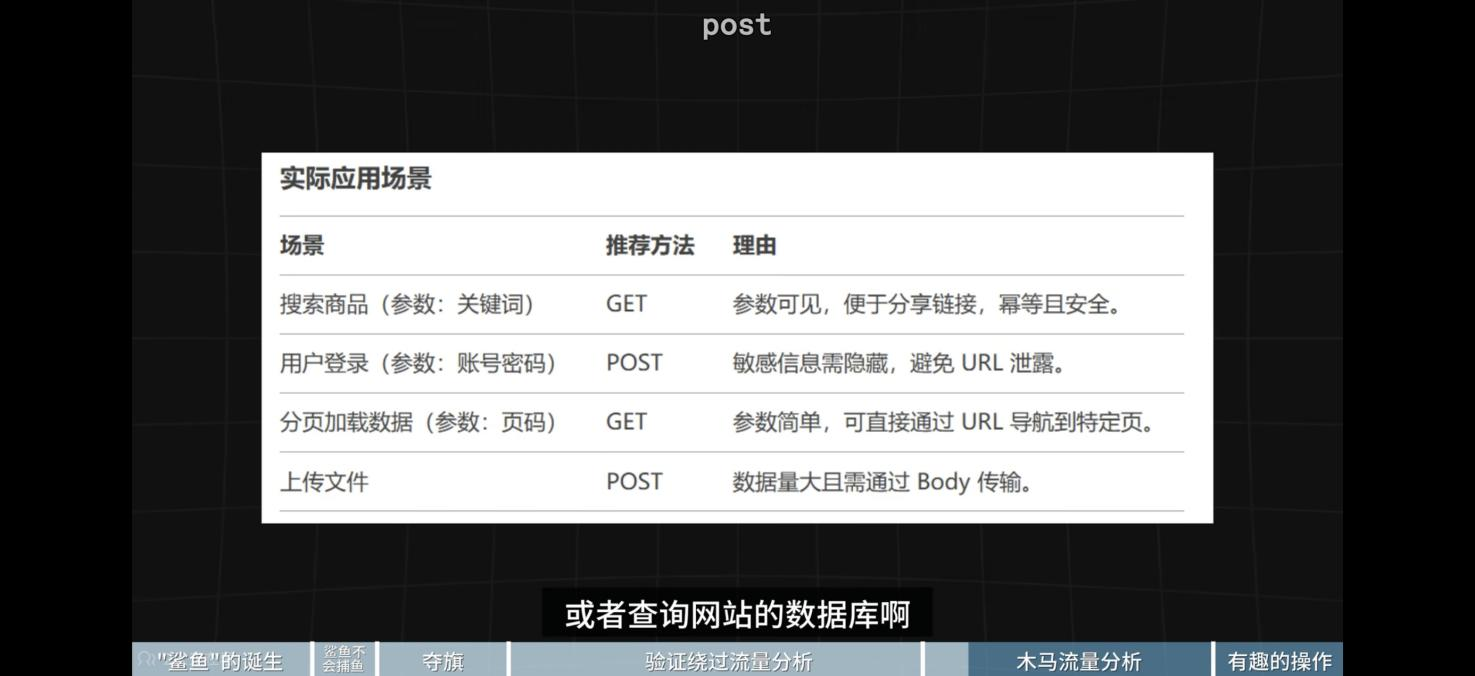 post
实际应用场景
场景 推荐方法 理由
搜索商品（参数：关键词） GET 参数可见，便于分享链接，幂等且安全。
用户登录（参数：账号密码） POST 敏感信息需隐藏，避免 URL 泄露。
分页加载数据（参数：页码） GET 参数简单，可直接通过 URL 导航到特定页。
上传文件 POST 数据量大且需通过 Body 传输。
或者查询网站的数据库啊
"鲨鱼"的诞生 鲨鱼不会捕鱼 夺旗 验证绕过流量分析 木马流量分析 有趣的操作